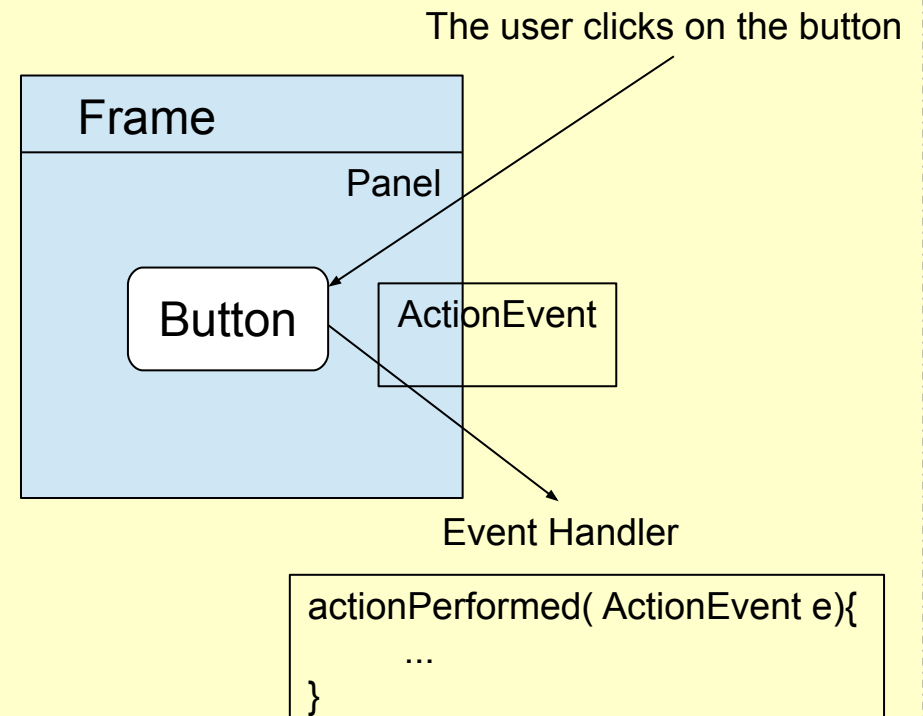 The user clicks on the button
Frame
Panel
Button
ActionEvent
Event Handler
actionPerformed( ActionEvent e){
...
}